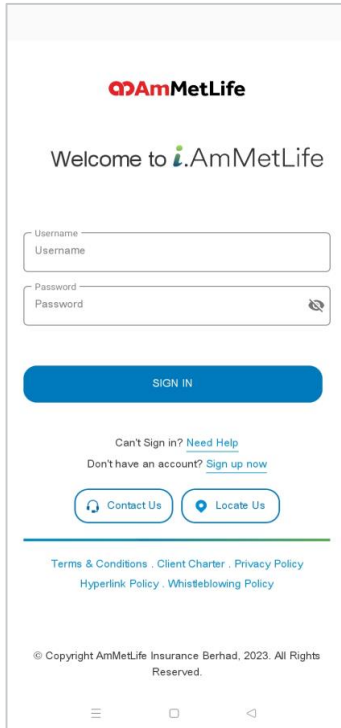 AmMetLife
Welcome to i.AmMetLife
Username
Username
Password
Password
SIGN IN
Can't Sign in? Need Help
Don't have an account? Sign up now
Contact Us Locate Us
Terms & Conditions . Client Charter . Privacy Policy
Hyperlink Policy . Whistleblowing Policy
© Copyright AmMetLife Insurance Berhad, 2023. All Rights
Reserved.